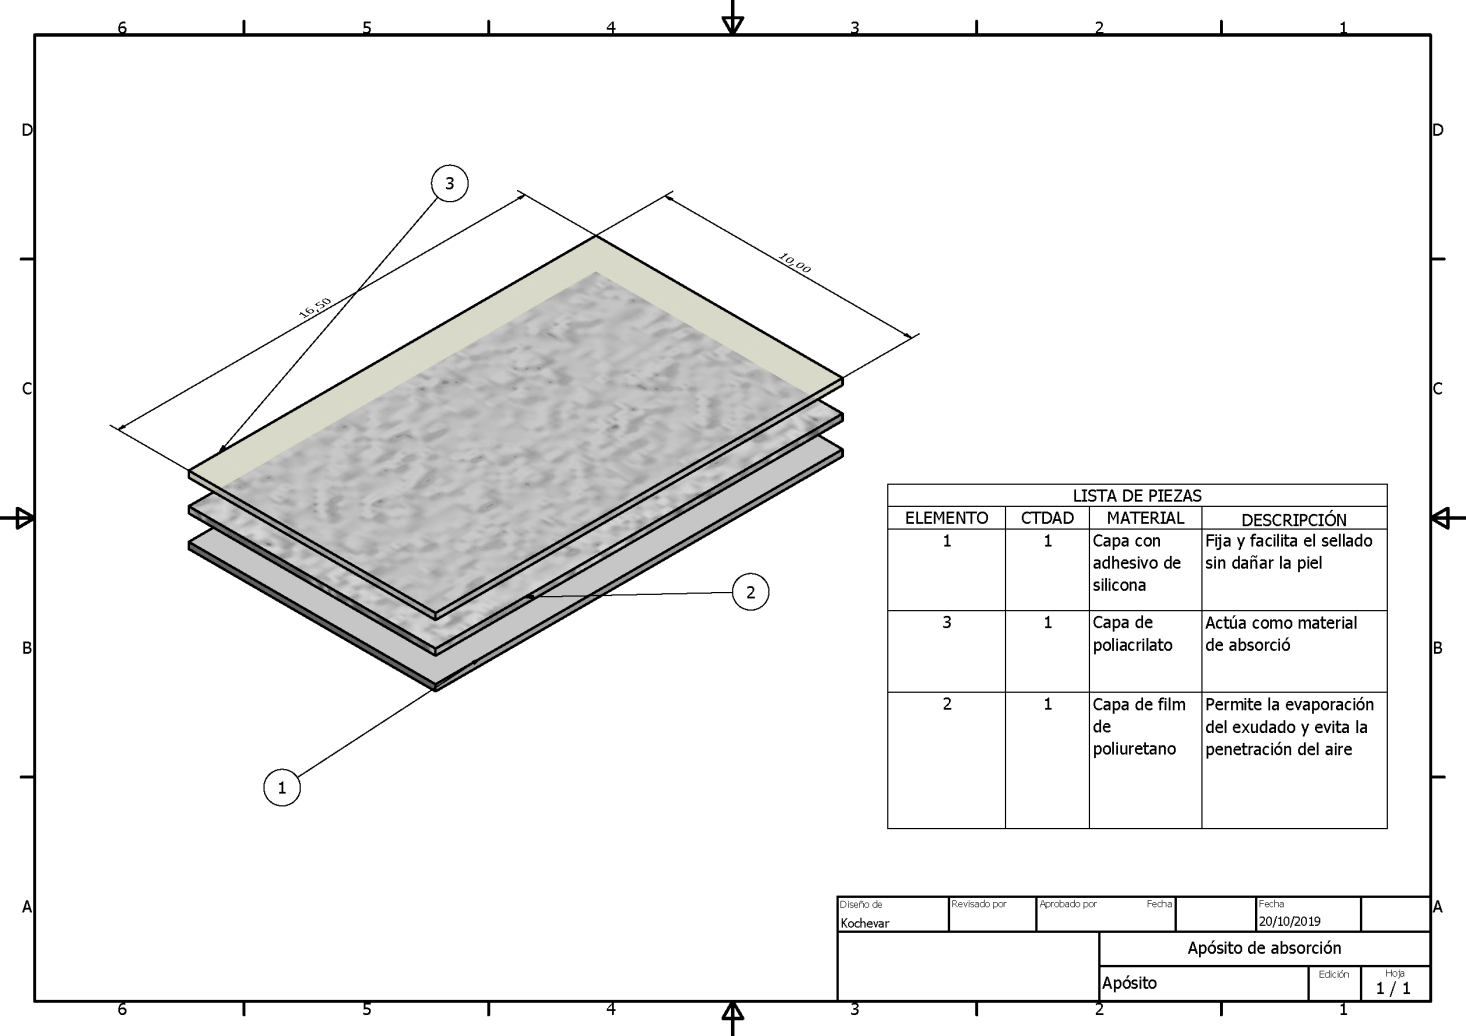 6 5 4 3 2 1
D D
3
10,00
16,50
C C
LISTA DE PIEZAS
ELEMENTO CTDAD MATERIAL DESCRIPCIÓN
1 1 Capa con Fija y facilita el sellado
adhesivo de sin dañar la piel
silicona
3 1 Capa de Actúa como material
poliacrilato de absorció
2 1 Capa de film Permite la evaporación
de del exudado y evita la
poliuretano penetración del aire
2
B B
1
A A
Diseño de Revisado por Aprobado por Fecha Fecha
Kochevar 20/10/2019
Apósito de absorción
Apósito Edición Hoja
1 / 1
6 5 4 3 2 1